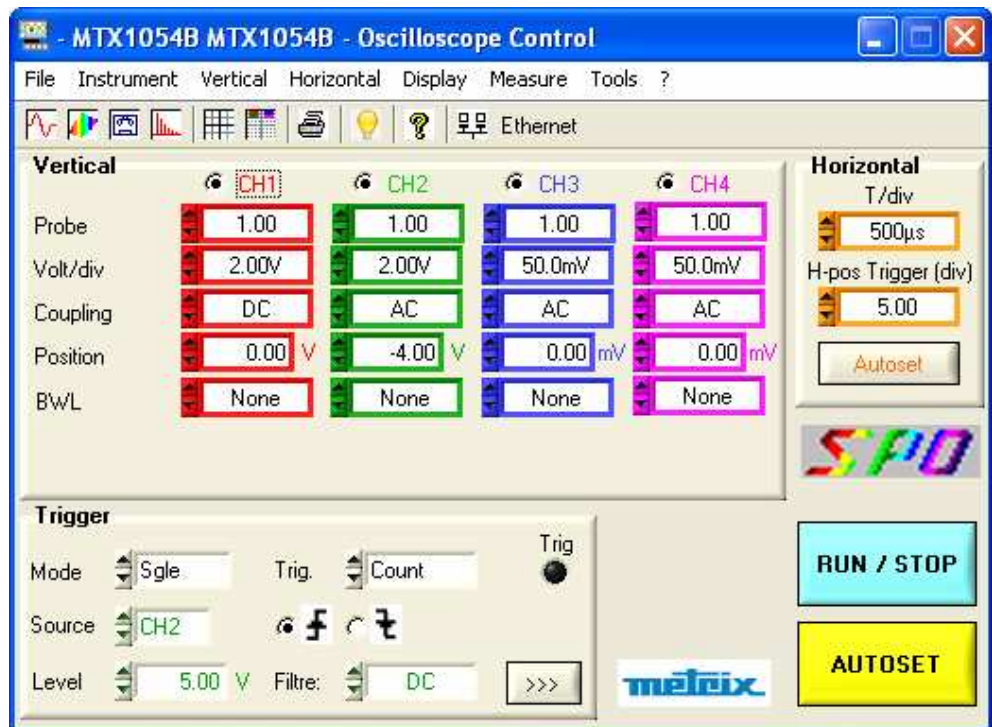 - MTX1054B MTX1054B - Oscilloscope Control
File Instrument Vertical Horizontal Display Measure Tools ?
Ethernet
Vertical
CH1 CH2 CH3 CH4
Probe 1.00 1.00 1.00 1.00
Volt/div 2.00V 2.00V 50.0mV 50.0mV
Coupling DC AC AC AC
Position 0.00 V -4.00 V 0.00 mV 0.00 mV
BWL None None None None
Horizontal
T/div
500µs
H-pos Trigger (div)
5.00
Autoset
SPO
Trigger
Mode Sgle Trig. Count Trig
Source CH2
Level 5.00 V Filtre: DC >>>
metrix
RUN / STOP
AUTOSET